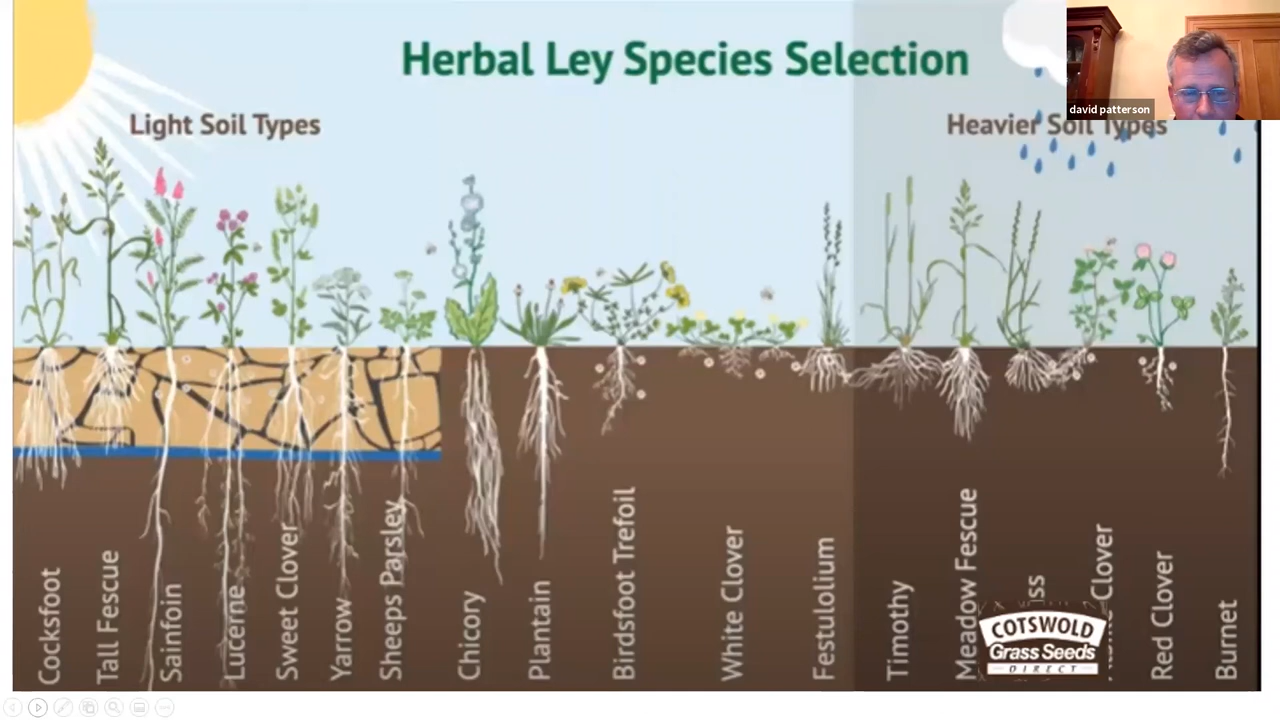 Herbal Ley Species Selection
david patterson
Light Soil Types
Heavier Soil Types
Cocksfoot
Tall Fescue
Sainfoin
Lucerne
Sweet Clover
Yarrow
Sheeps Parsley
Chicory
Plantain
Birdsfoot Trefoil
White Clover
Festulolium
Timothy
Meadow Fescue
Clover
Red Clover
Burnet
COTSWOLD
Grass Seeds
DIRECT